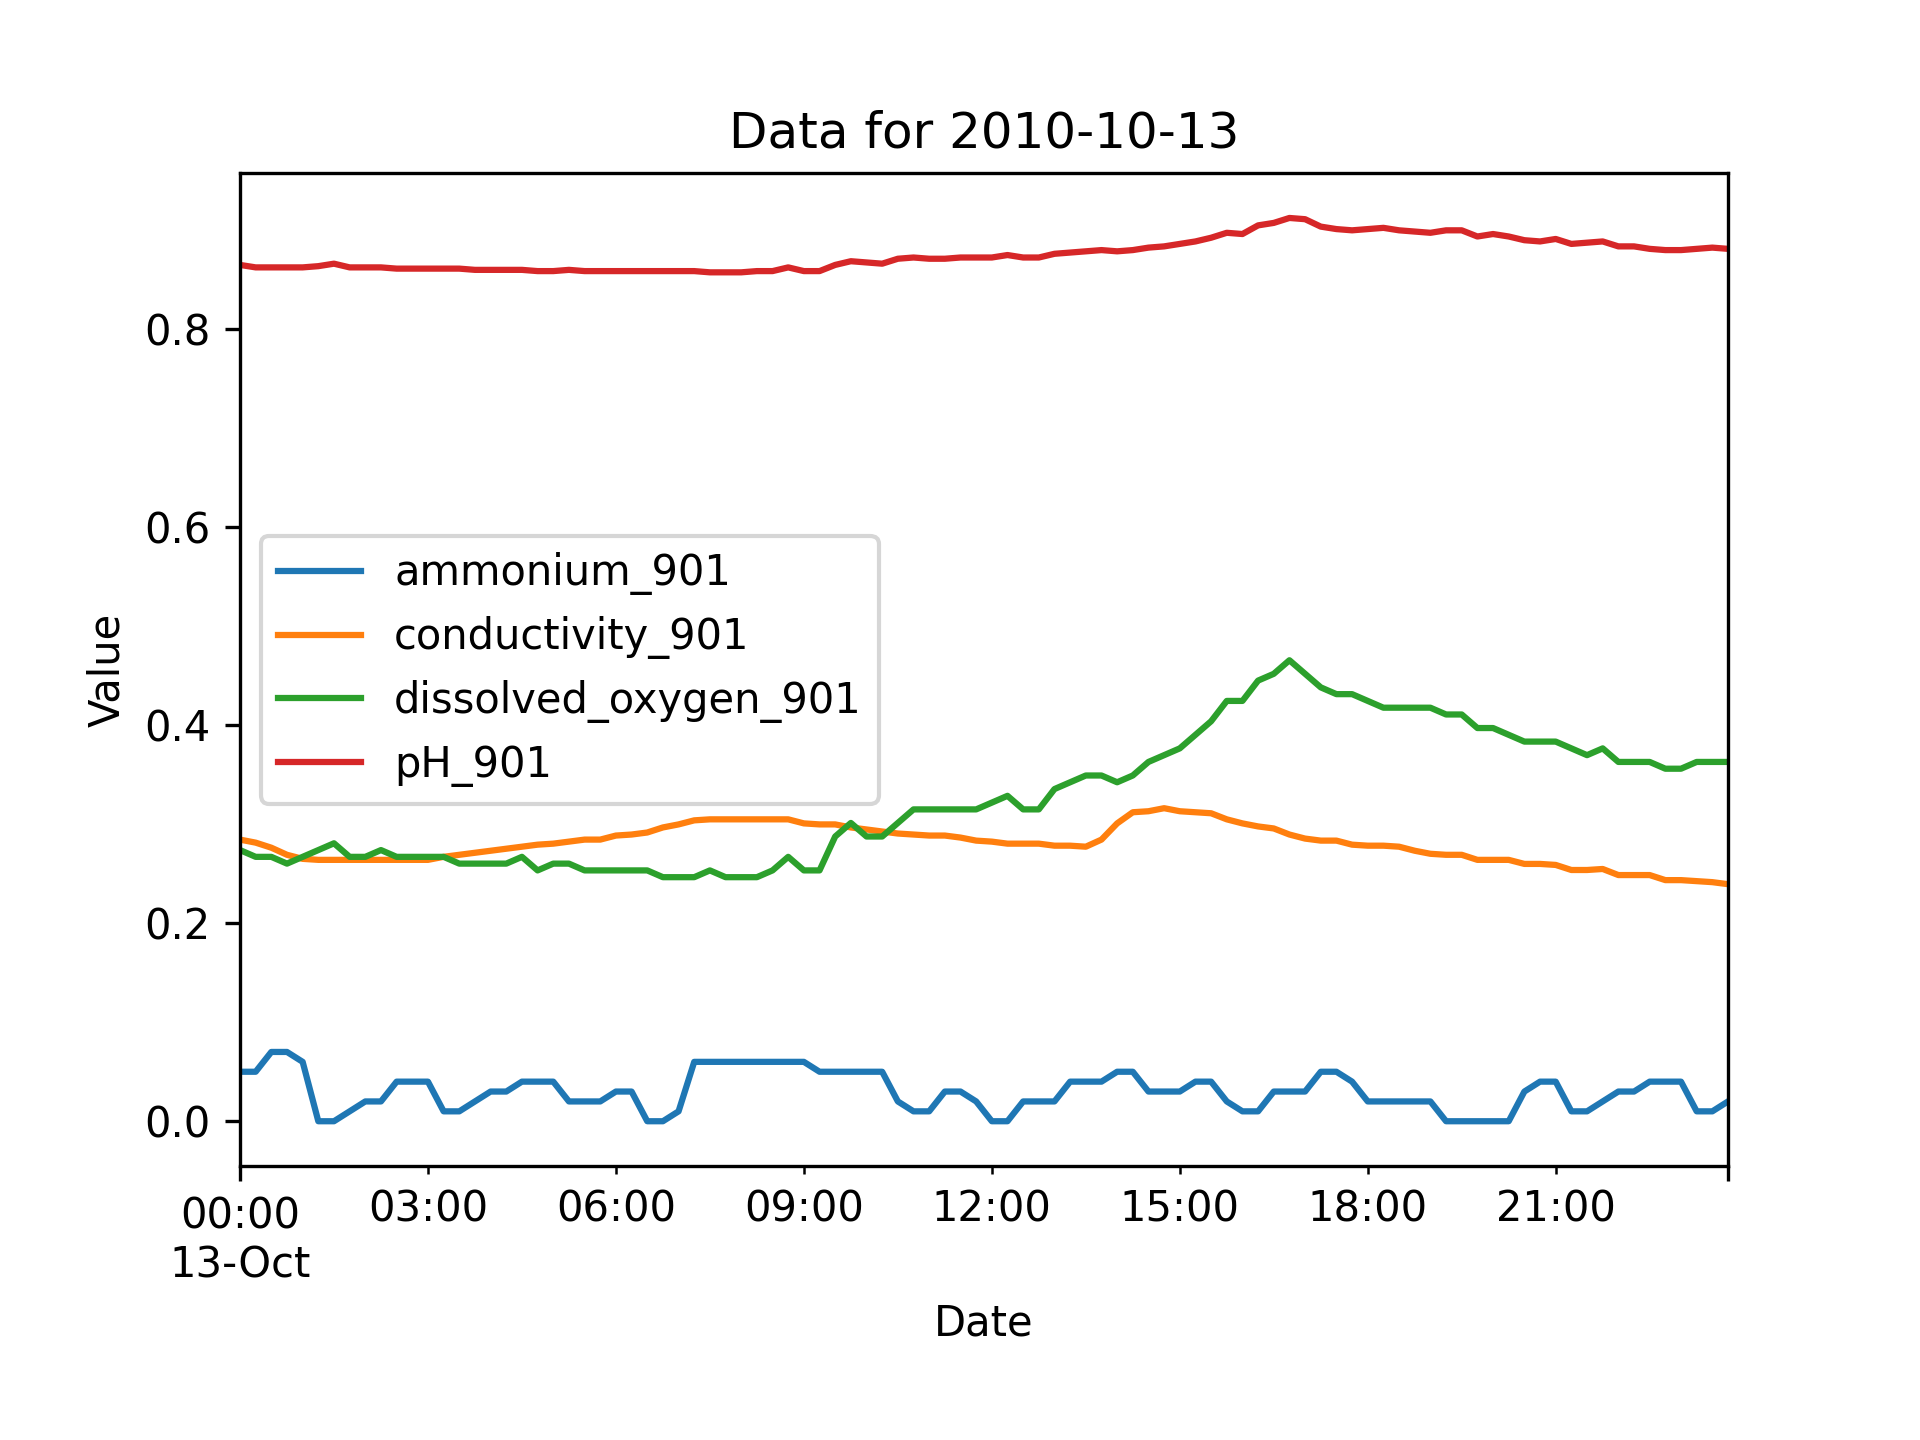 Data for 2010-10-13
Value
0.8
0.6
0.4
0.2
0.0
ammonium_901
conductivity_901
dissolved_oxygen_901
pH_901
00:00 03:00 06:00 09:00 12:00 15:00 18:00 21:00
13-Oct
Date